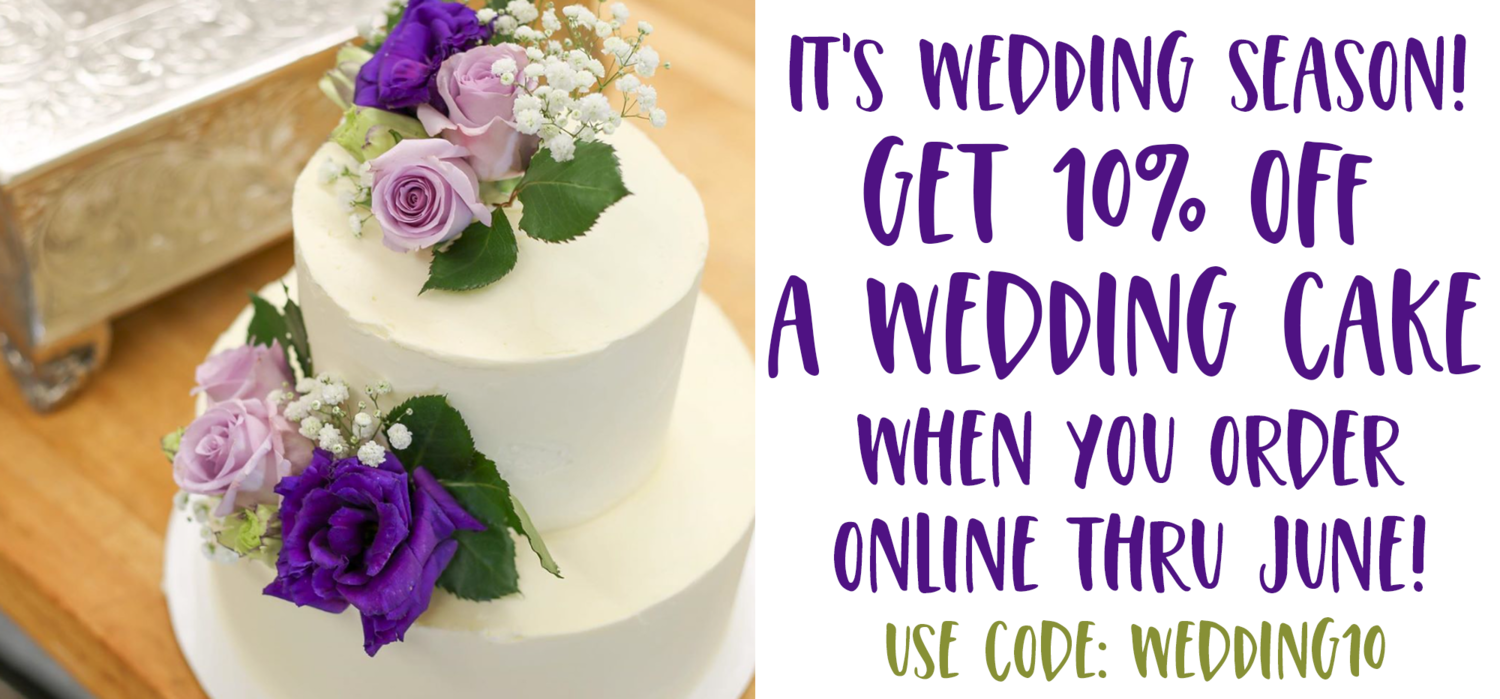 IT'S WEDDING SEASON!
GET 10% OFF
A WEDDING CAKE
WHEN YOU ORDER
ONLINE THRU JUNE!
USE CODE: WEDDING10